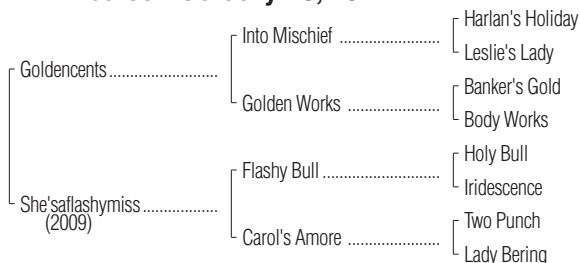 Harlan's Holiday
Into Mischief
Leslie's Lady
Goldencents
Banker's Gold
Golden Works
Body Works
Holy Bull
Flashy Bull
Iridescence
She'saflashymiss
(2009)
Two Punch
Carol's Amore
Lady Bering